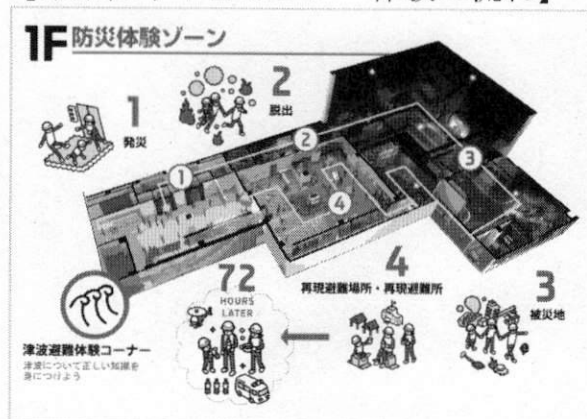 1F 防災体験ゾーン
1
発災
2
脱出
①
②
③
④
72
HOURS
LATER
4
再現避難場所・再現避難所
3
被災地
津波避難体験コーナー
津波について正しい知識を
身につけよう